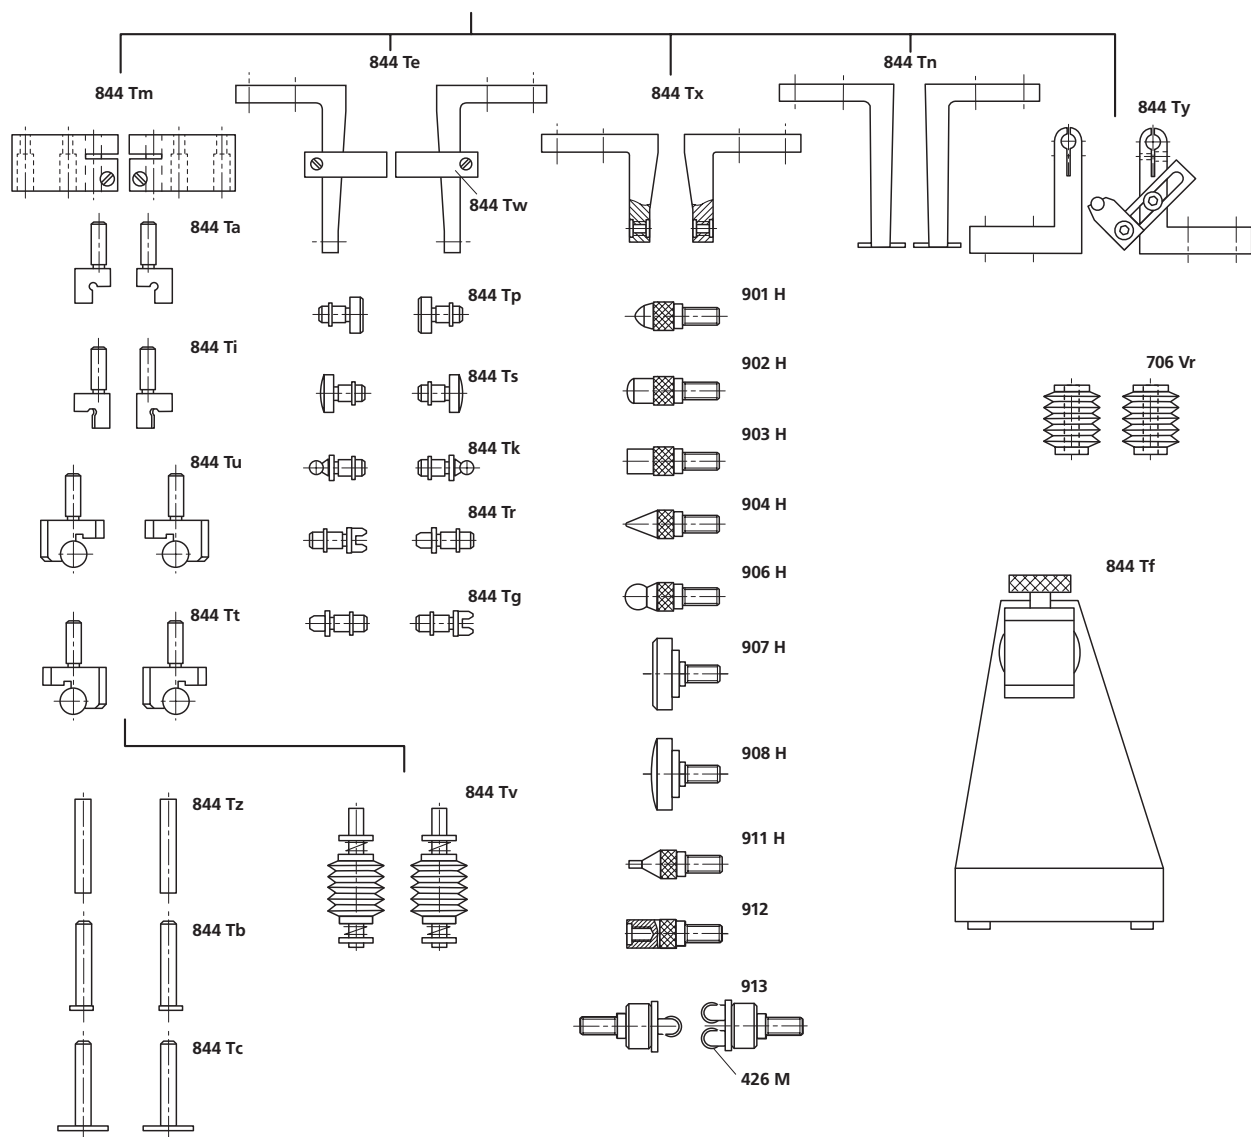 844 Te
844 Tn
844 Tm
844 Tx
844 Ty
844 Tw
844 Ta
844 Tp
901 H
844 Ti
844 Ts
902 H
706 Vr
844 Tu
844 Tk
903 H
844 Tr
904 H
844 Tf
906 H
844 Tt
844 Tg
907 H
908 H
844 Tz
844 Tv
911 H
844 Tb
912
844 Tc
913
426 M